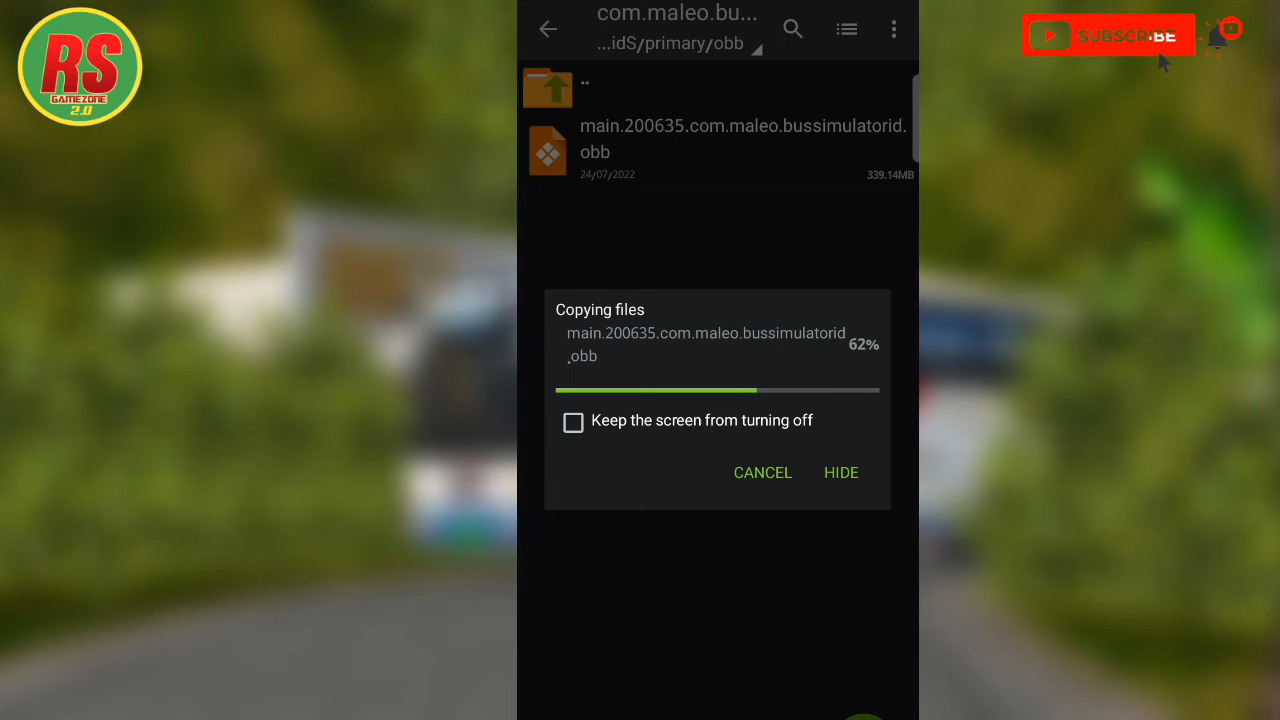 RS
GAMEZONE
2.0
com.maleo.bu...
...idS/primary/obb
SUBSCRIBE
..
main.200635.com.maleo.bussimulatorid.
obb
24/07/2022
339.14MB
Copying files
main.200635.com.maleo.bussimulatorid
.obb
62%
Keep the screen from turning off
CANCEL
HIDE